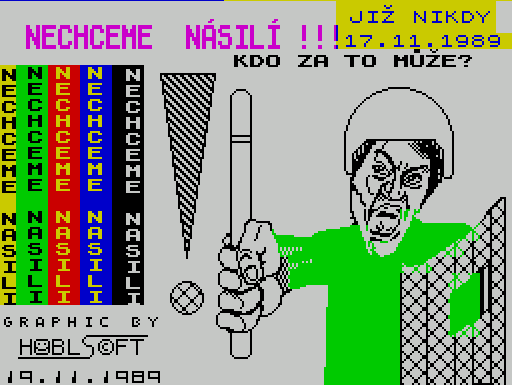 JIŽ NIKDY
NECHCEME NÁSILÍ !!!
17.11.1989
KDO ZA TO MŮŽE?
NECHCEME NASILI
NECHCEME NASILI
NECHCEME NASILI
NECHCEME NASILI
NECHCEME NASILI
GRAPHIC BY
HOBLSOFT
19.11.1989